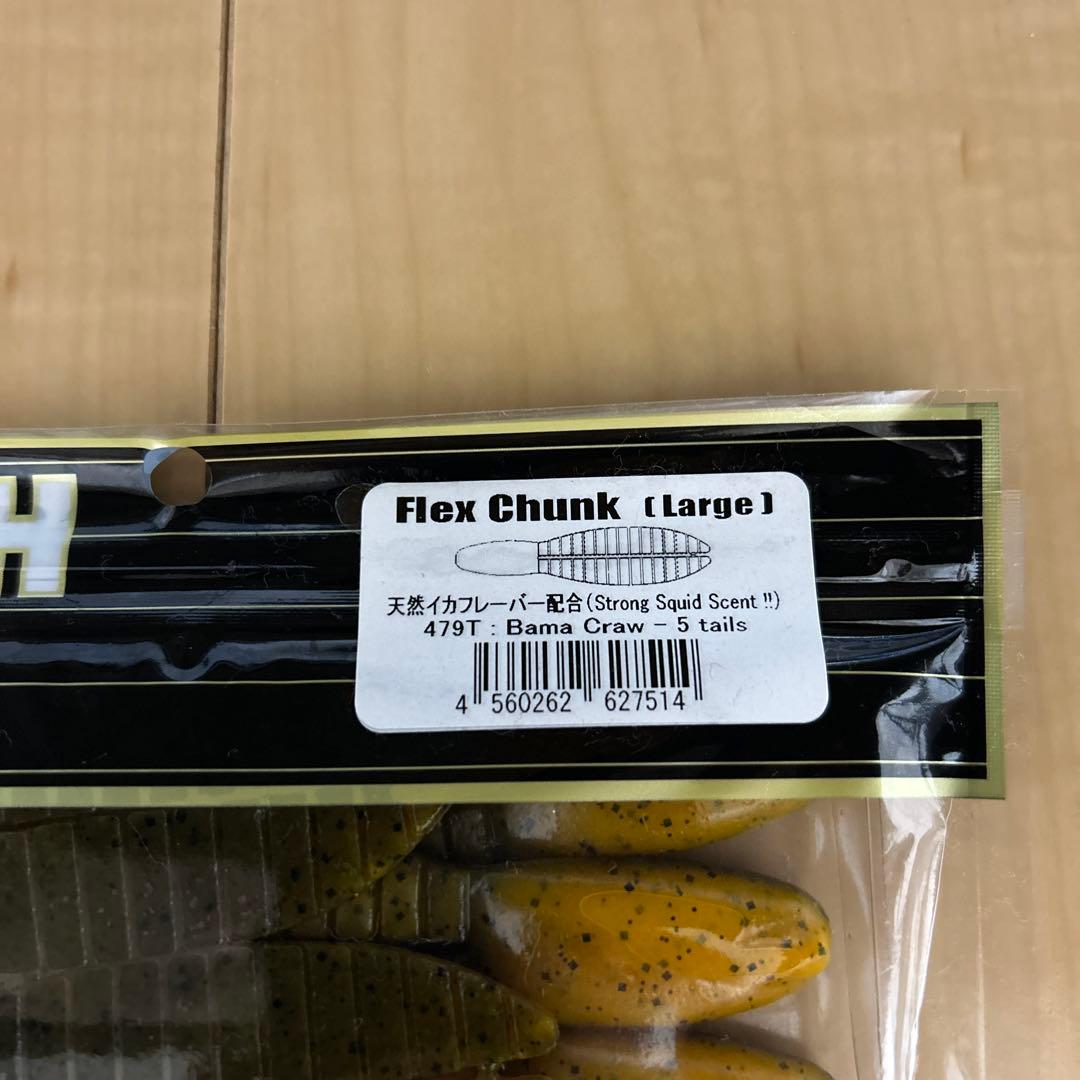 H
Flex Chunk (Large)
天然イカフレーバー配合(Strong Squid Scent !!)
479T : Bama Craw - 5 tails
4 560262 627514